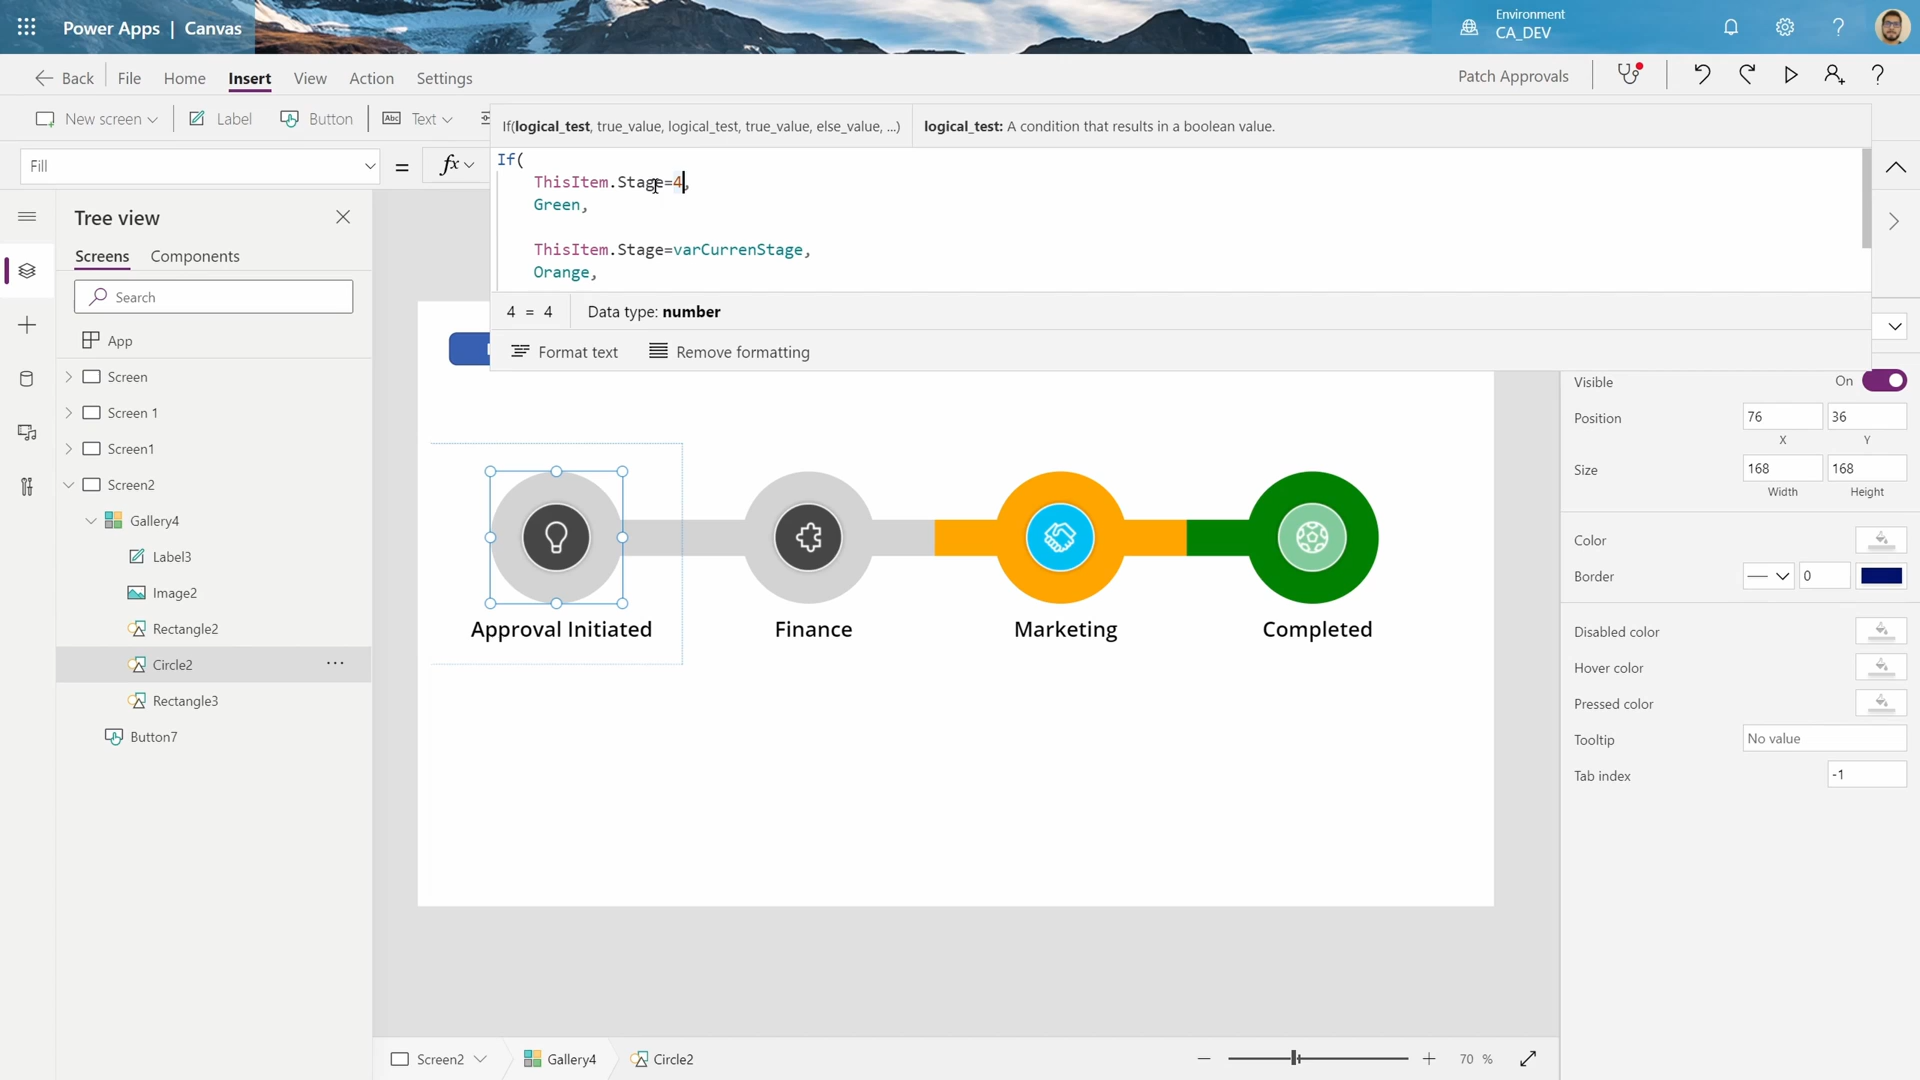 Power Apps | Canvas
Environment
CA_DEV
Back
File
Home
Insert
View
Action
Settings
Patch Approvals
New screen
Label
Button
Abc
Text
If(logical_test, true_value, logical_test, true_value, else_value, ...)
logical_test: A condition that results in a boolean value.
Fill
=
fx
If(
ThisItem.Stage=4,
Green,
ThisItem.Stage=varCurrenStage,
Orange,
4 = 4
Data type: number
Format text
Remove formatting
Tree view
Screens
Components
Search
App
Screen
Screen 1
Screen1
Screen2
Gallery4
Label3
Image2
Rectangle2
Circle2
Rectangle3
Button7
Approval Initiated
Finance
Marketing
Completed
Visible
On
Position
76
36
X
Y
Size
168
168
Width
Height
Color
Border
0
Disabled color
Hover color
Pressed color
Tooltip
No value
Tab index
-1
Screen2
Gallery4
Circle2
70 %